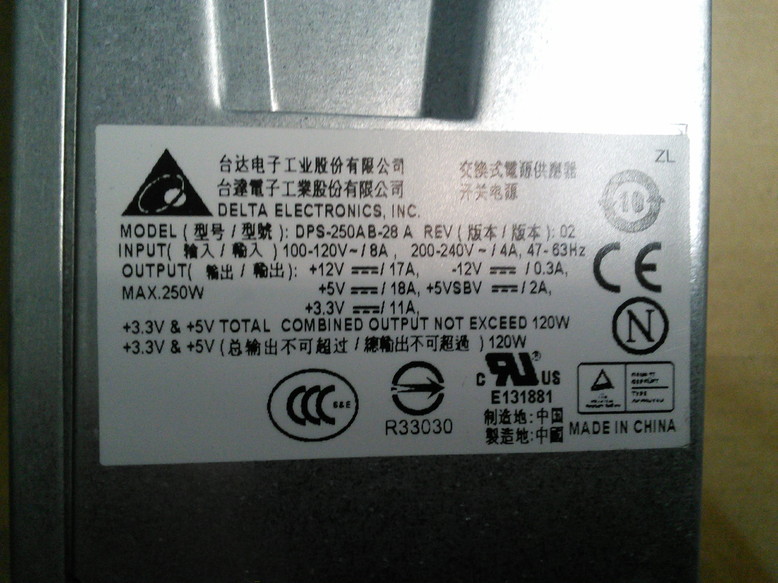 台达电子工业股份有限公司 交換式電源供應器
台達電子工業股份有限公司 开关电源
ZL
DELTA ELECTRONICS, INC.
10
MODEL (型号/型號): DPS-250AB-28 A REV (版本/版本): 02
INPUT( 输入/輸入) 100-120V~/8A, 200-240V~/4A, 47-63Hz
OUTPUT( 输出/輸出): +12V ⎓/17A, -12V ⎓/0.3A,
MAX.250W +5V ⎓/18A, +5VSBV ⎓/2A,
+3.3V ⎓/11A,
CE
N
+3.3V & +5V TOTAL COMBINED OUTPUT NOT EXCEED 120W
+3.3V & +5V (总输出不可超过/總輸出不可超過) 120W
CCC S&E
R33030
c RU ® US
E131881
制造地:中国
製造地:中國 MADE IN CHINA